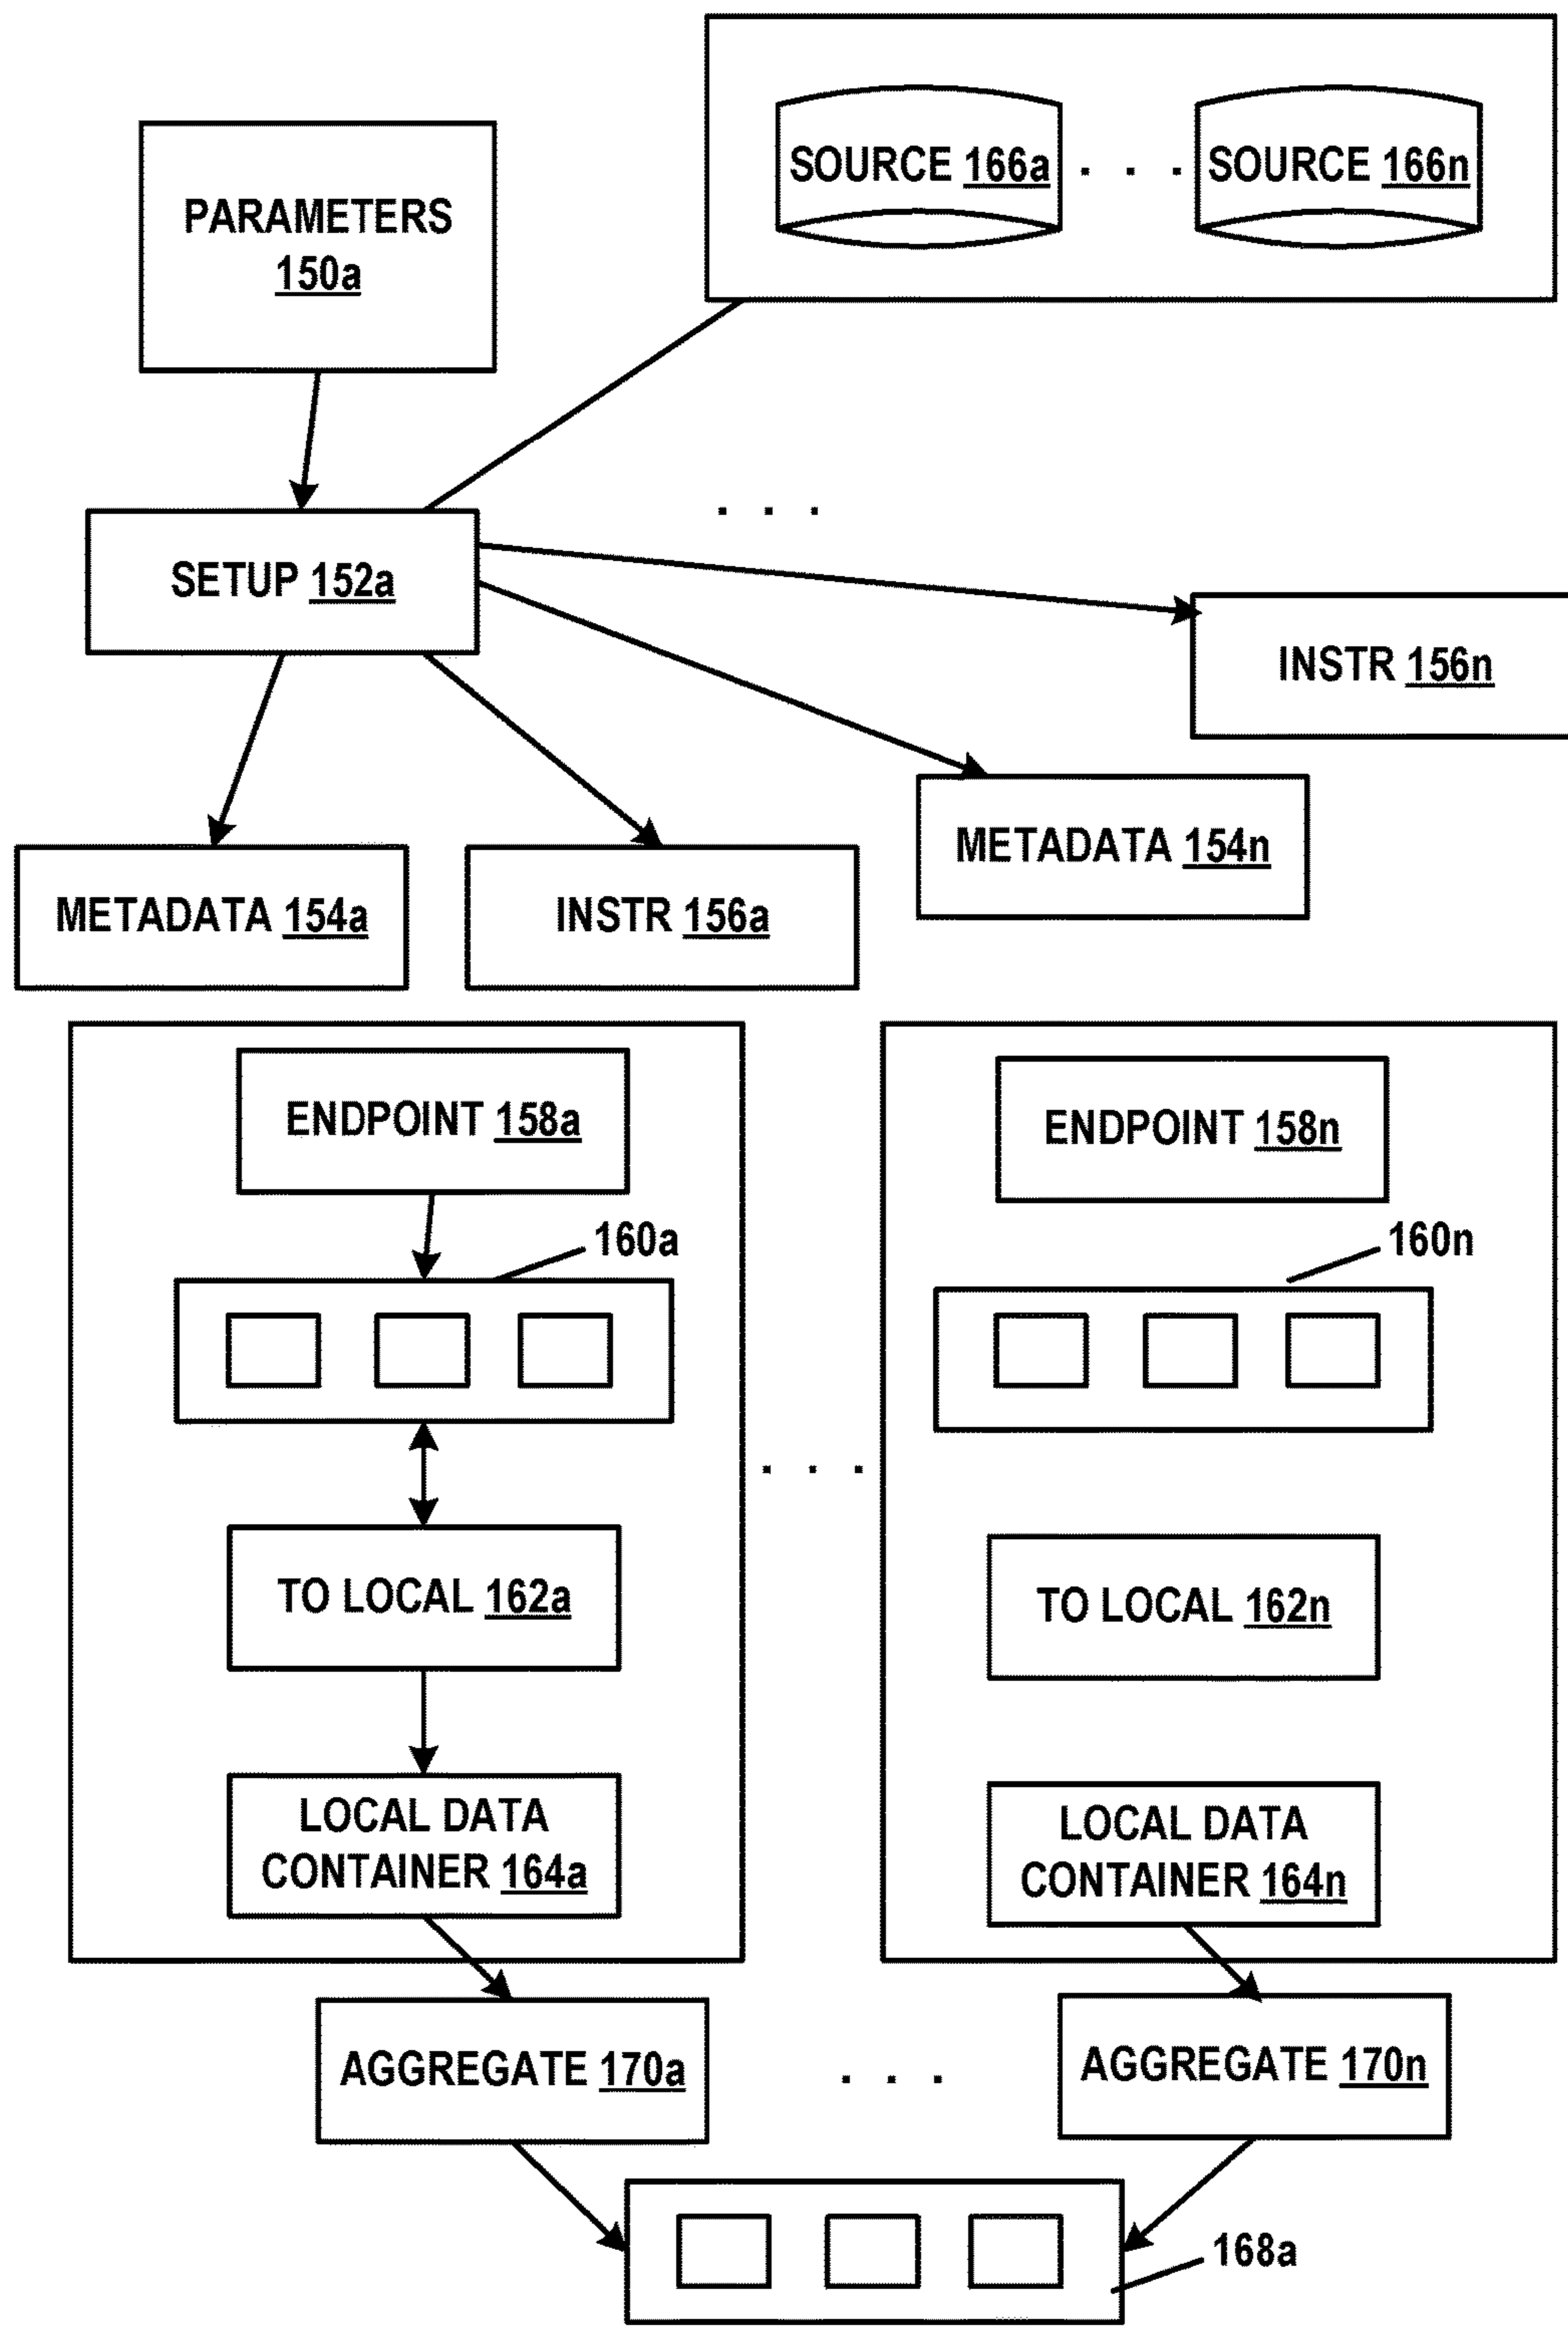 SOURCE 166a
. . .
SOURCE 166n
PARAMETERS
150a
. . .
SETUP 152a
INSTR 156n
METADATA 154n
METADATA 154a
INSTR 156a
ENDPOINT 158a
ENDPOINT 158n
160a
160n
. . .
TO LOCAL 162a
TO LOCAL 162n
LOCAL DATA
CONTAINER 164a
LOCAL DATA
CONTAINER 164n
AGGREGATE 170a
. . .
AGGREGATE 170n
168a